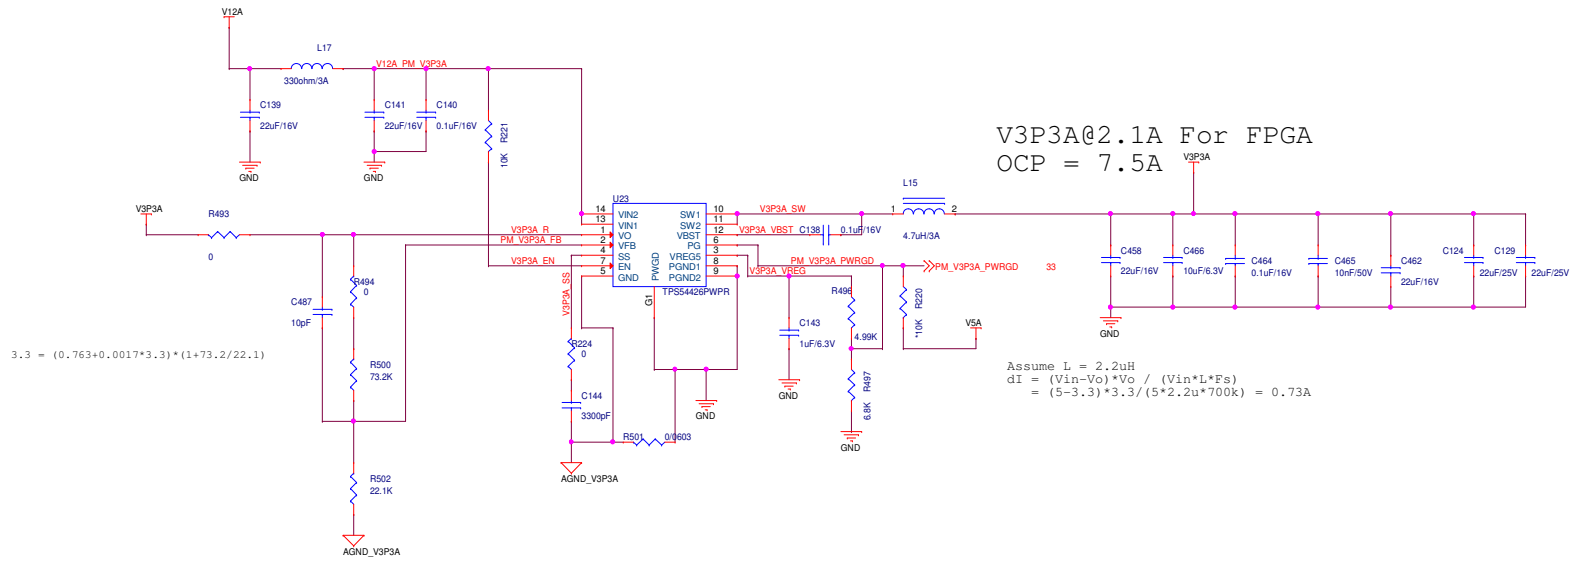 V12A
L17
330ohm/3A
V12A_PM_V3P3A
C139
22uF/16V
GND
C141
22uF/16V
C140
0.1uF/16V
GND
R221
10K
V3P3A@2.1A For FPGA
OCP = 7.5A
V3P3A
V3P3A
R493
0
V3P3A_R
PM_V3P3A_FB
V3P3A_EN
V3P3A_SS
U23
14 VIN2 SW1 10
13 VIN1 SW2 11
1 VO VBST 12
2 VFB PG 6
4 SS VREG5 3
7 EN PGND1 8
5 GND PGND2 9
PWGD
G1
TPS54426PWPR
V3P3A_SW
V3P3A_VBST
C138
0.1uF/16V
L15
1 2
4.7uH/3A
PM_V3P3A_PWRGD
PM_V3P3A_PWRGD 33
V3P3A_VREG
R496
4.99K
R220
*10K
V5A
C143
1uF/6.3V
GND
R497
6.8K
GND
C458
22uF/16V
C466
10uF/6.3V
C464
0.1uF/16V
C465
10nF/50V
C462
22uF/16V
C124
22uF/25V
C129
22uF/25V
GND
R494
0
C487
10pF
R500
73.2K
3.3 = (0.763+0.0017*3.3)*(1+73.2/22.1)
R502
22.1K
AGND_V3P3A
R224
0
C144
3300pF
R501
0/0603
AGND_V3P3A
GND
Assume L = 2.2uH
dI = (Vin-Vo)*Vo / (Vin*L*Fs)
= (5-3.3)*3.3/(5*2.2u*700k) = 0.73A